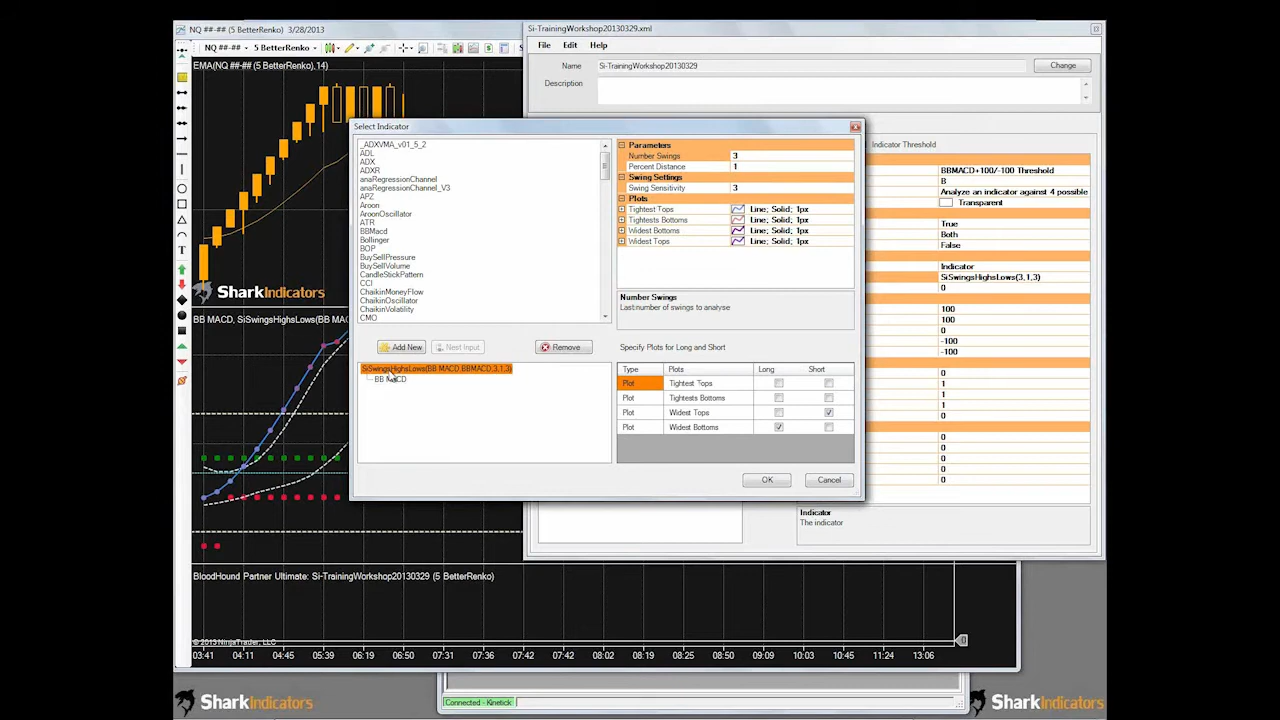 NQ ##-## (5 BetterRenko) 3/28/2013
NQ ##-## 5 BetterRenko
EMA(NQ ##-## (5 BetterRenko),14)
SharkIndicators
BB MACD, SiSwingsHighsLows(BB MAC
BloodHound Partner Ultimate: SI-TrainingWorkshop20130329 (5 BetterRenko)
© 2013 NinjaTrader, LLC
03:41 04:11 04:45 05:39 06:19 06:50 07:31 07:36 07:42 07:42 08:02 08:19 08:25 08:50 09:09 09:03 10:03 10:45 11:24 13:06
Si-TrainingWorkshop20130329.xml
File Edit Help
Name Si-TrainingWorkshop20130329 Change
Description
Indicator Threshold
BBMACD+100/-100 Threshold
B
Analyze an indicator against 4 possible
Transparent
True
Both
False
Indicator
SiSwingsHighsLows(3,1,3)
0
100
100
0
-100
-100
0
1
1
1
0
0
0
0
0
0
Indicator
The indicator
Select Indicator
_ADXVMA_v01_5_2
ADL
ADX
ADXR
anaRegressionChannel
anaRegressionChannel_V3
APZ
Aroon
AroonOscillator
ATR
BBMacd
Bollinger
BOP
BuySellPressure
BuySellVolume
CandleStickPattern
CCI
ChaikinMoneyFlow
ChaikinOscillator
ChaikinVolatility
CMO
Parameters
Number Swings 3
Percent Distance 1
Swing Settings
Swing Sensitivity 3
Plots
Tightest Tops Line; Solid; 1px
Tightests Bottoms Line; Solid; 1px
Widest Bottoms Line; Solid; 1px
Widest Tops Line; Solid; 1px
Number Swings
Last number of swings to analyse
Add New Nest Input Remove
Specify Plots for Long and Short
SiSwingsHighsLows(BB MACD,BBMACD,3,1,3)
BB MACD
Type Plots Long Short
Plot Tightest Tops
Plot Tightests Bottoms
Plot Widest Tops
Plot Widest Bottoms
OK Cancel
SharkIndicators
Connected - Kinetick
SharkIndicators